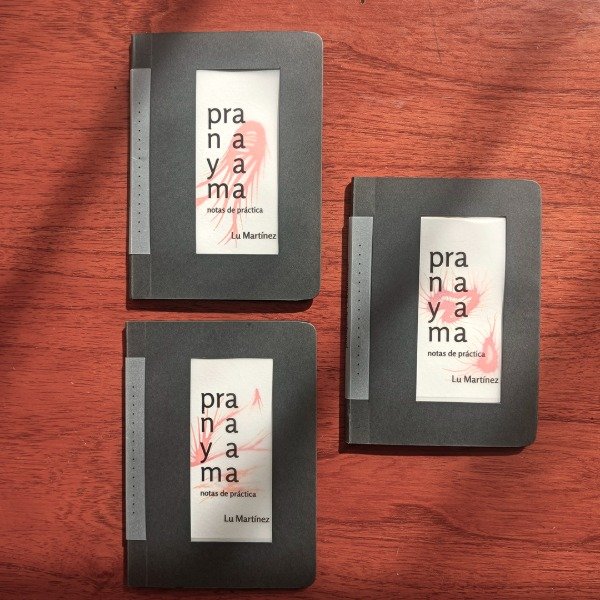 pra
n a
y a
ma
notas de práctica
Lu Martínez
pra
n a
y a
ma
notas de práctica
Lu Martínez
pra
n a
y a
ma
notas de práctica
Lu Martínez